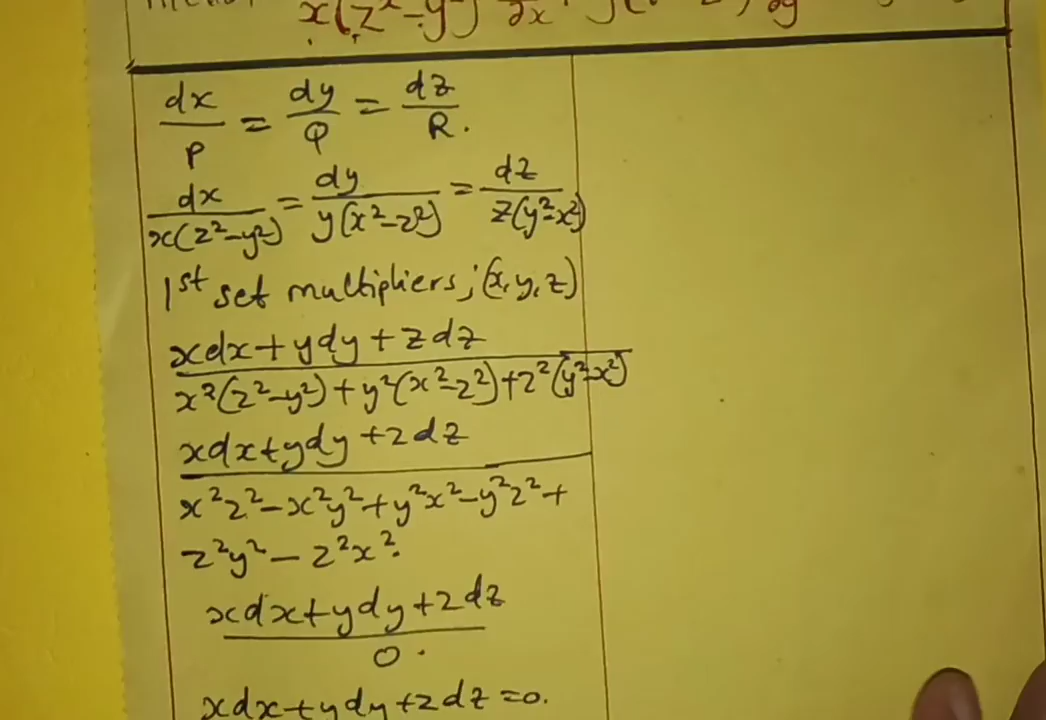 x(z²-y²) ∂x
dx/P = dy/Q = dz/R.
dx/x(z²-y²) = dy/y(x²-z²) = dz/z(y²-x²)
1st set multipliers; (x, y, z)
xdx+ydy+zdz
x²(z²-y²)+y²(x²-z²)+z²(y²-x²)
xdx+ydy+zdz
x²z²-x²y²+y²x²-y²z²+
z²y²-z²x².
xdx+ydy+zdz
0.
xdx+ydy+zdz=0.